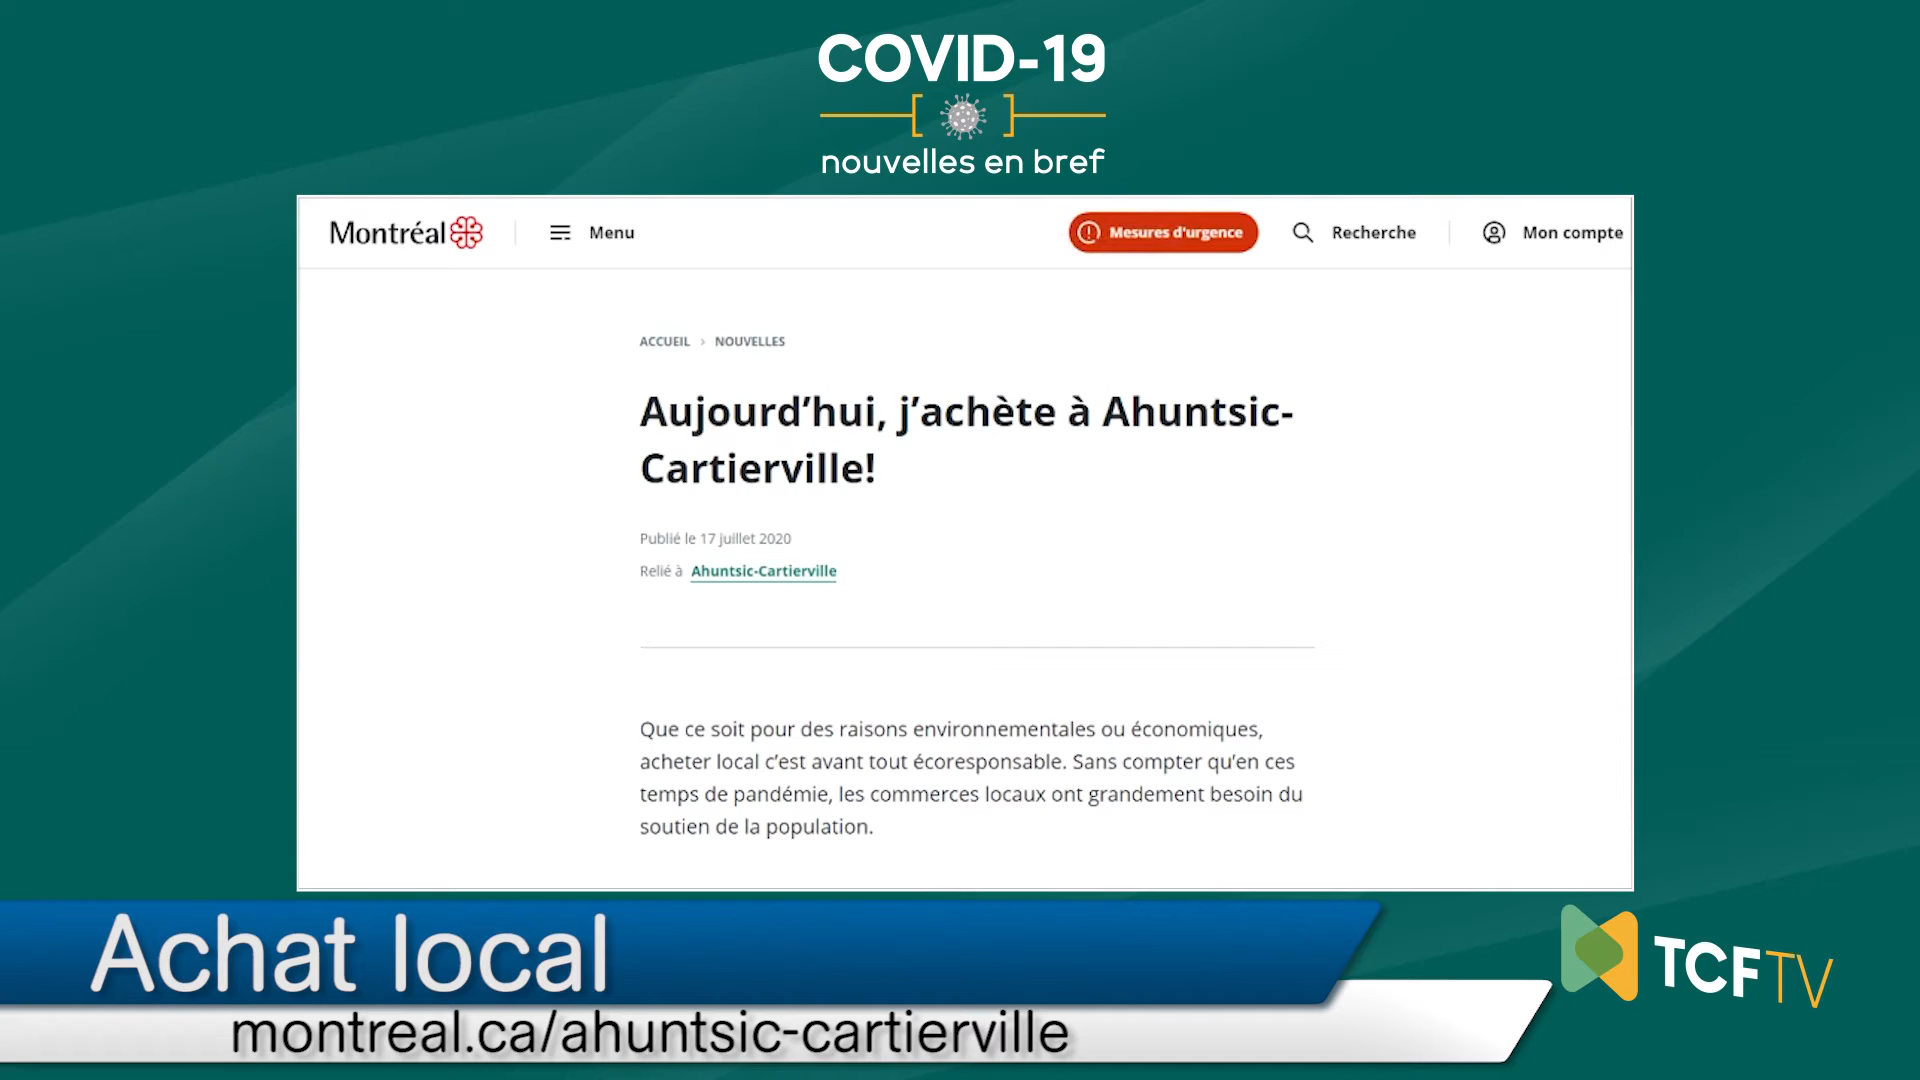 COVID-19
nouvelles en bref
Montréal
Menu
Mesures d'urgence
Recherche
Mon compte
ACCUEIL › NOUVELLES
Aujourd’hui, j’achète à Ahuntsic-
Cartierville!
Publié le 17 juillet 2020
Relié à Ahuntsic-Cartierville
Que ce soit pour des raisons environnementales ou économiques,
acheter local c’est avant tout écoresponsable. Sans compter qu’en ces
temps de pandémie, les commerces locaux ont grandement besoin du
soutien de la population.
Achat local
montreal.ca/ahuntsic-cartierville
TCFTV